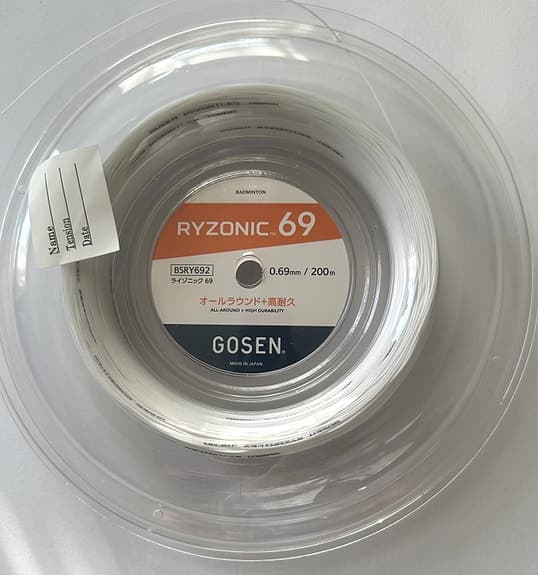 BADMINTON
RYZONIC™ 69
BSRY692
ライゾニック 69
0.69mm / 200m
オールラウンド+高耐久
ALL-AROUND + HIGH DURABILITY
GOSEN®
MADE IN JAPAN
Name
Tension
Date